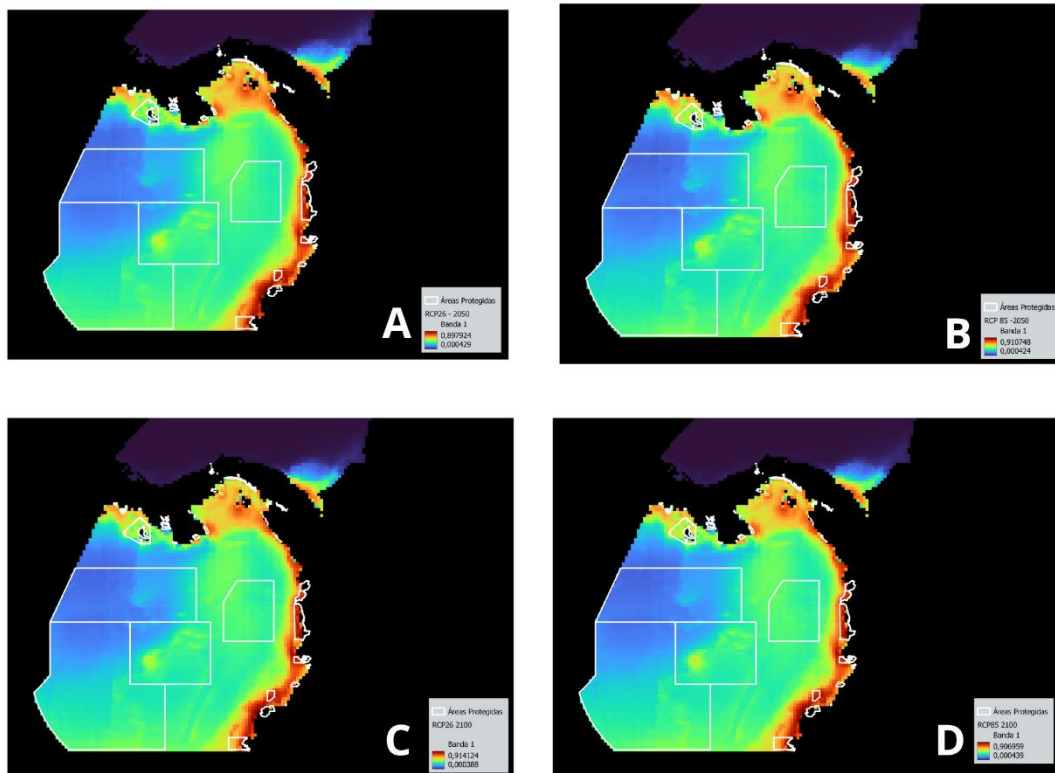 Áreas Protegidas
RCP26 - 2050
Banda 1
0,897924
0,000429
A
Áreas Protegidas
RCP 85 -2050
Banda 1
0,910748
0,000424
B
Áreas Protegidas
RCP26 2100
Banda 1
0,914124
0,000388
C
Áreas Protegidas
RCP85 2100
Banda 1
0,906959
0,000439
D